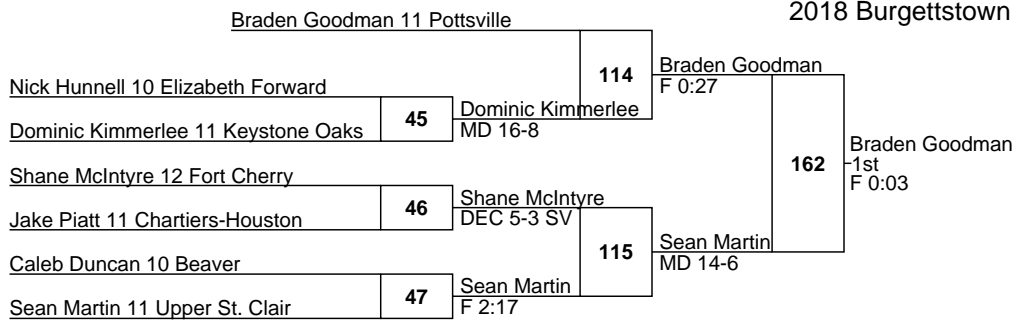 2018 Burgettstown
Braden Goodman 11 Pottsville
114
Braden Goodman
F 0:27
Nick Hunnell 10 Elizabeth Forward
45
Dominic Kimmerlee
MD 16-8
Dominic Kimmerlee 11 Keystone Oaks
162
Braden Goodman
1st
F 0:03
Shane McIntyre 12 Fort Cherry
46
Shane McIntyre
DEC 5-3 SV
Jake Piatt 11 Chartiers-Houston
115
Sean Martin
MD 14-6
Caleb Duncan 10 Beaver
47
Sean Martin
F 2:17
Sean Martin 11 Upper St. Clair